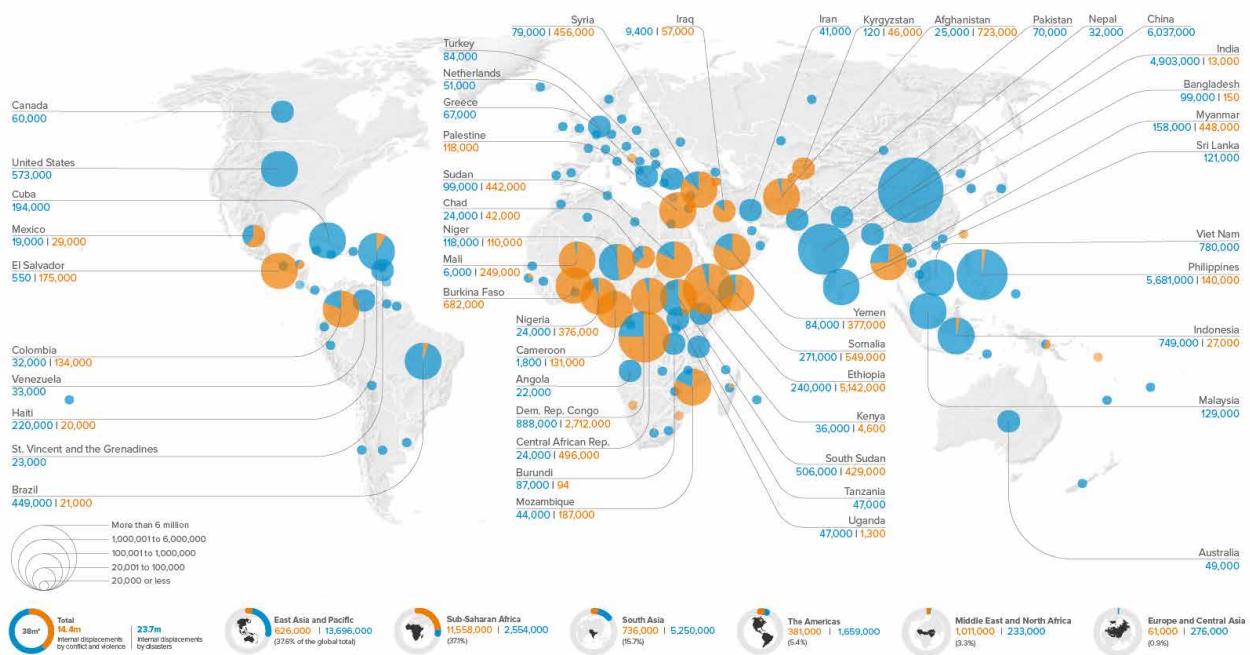 Syria
79,000 | 456,000
Iraq
9,400 | 57,000
Iran
41,000
Kyrgyzstan
120 | 46,000
Afghanistan
25,000 | 723,000
Pakistan
70,000
Nepal
32,000
China
6,037,000
India
4,903,000 | 13,000
Bangladesh
99,000 | 150
Myanmar
158,000 | 448,000
Sri Lanka
121,000
Turkey
84,000
Netherlands
51,000
Greece
67,000
Palestine
118,000
Sudan
99,000 | 442,000
Chad
24,000 | 42,000
Niger
118,000 | 110,000
Mali
6,000 | 249,000
Burkina Faso
682,000
Nigeria
24,000 | 376,000
Cameroon
1,800 | 131,000
Angola
22,000
Dem. Rep. Congo
888,000 | 2,712,000
Central African Rep.
24,000 | 496,000
Burundi
87,000 | 94
Mozambique
44,000 | 187,000
Canada
60,000
United States
573,000
Cuba
194,000
Mexico
19,000 | 29,000
El Salvador
550 | 175,000
Colombia
32,000 | 134,000
Venezuela
33,000
Haiti
220,000 | 20,000
St. Vincent and the Grenadines
23,000
Brazil
449,000 | 21,000
Viet Nam
780,000
Philippines
5,681,000 | 140,000
Indonesia
749,000 | 27,000
Malaysia
129,000
Australia
49,000
Yemen
84,000 | 377,000
Somalia
271,000 | 549,000
Ethiopia
240,000 | 5,142,000
Kenya
36,000 | 4,600
South Sudan
506,000 | 429,000
Tanzania
47,000
Uganda
47,000 | 1,300
More than 6 million
1,000,001 to 6,000,000
100,001 to 1,000,000
20,001 to 100,000
20,000 or less
38m*
Total
14.4m
Internal displacements
by conflict and violence
23.7m
Internal displacements
by disasters
East Asia and Pacific
626,000 | 13,696,000
(37.6% of the global total)
Sub-Saharan Africa
11,558,000 | 2,554,000
(37.1%)
South Asia
736,000 | 5,250,000
(15.7%)
The Americas
381,000 | 1,659,000
(5.4%)
Middle East and North Africa
1,011,000 | 233,000
(3.3%)
Europe and Central Asia
61,000 | 276,000
(0.9%)